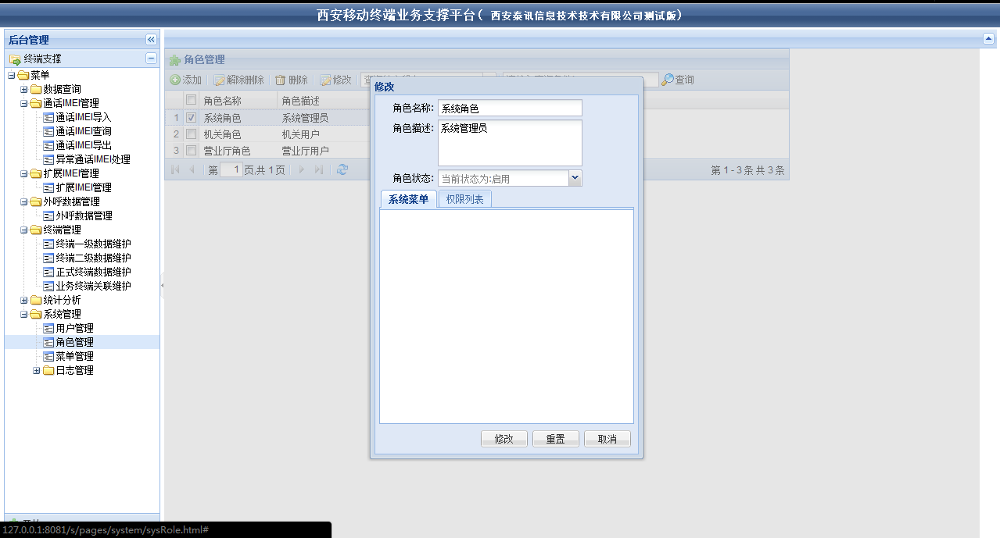 西安移动终端业务支撑平台( 西安泰讯信息技术技术有限公司测试版)
后台管理
终端支撑
菜单
数据查询
通话IMEI管理
通话IMEI导入
通话IMEI查询
通话IMEI导出
异常通话IMEI处理
扩展IMEI管理
扩展IMEI管理
外呼数据管理
外呼数据管理
终端管理
终端一级数据维护
终端二级数据维护
正式终端数据维护
业务终端关联维护
统计分析
系统管理
用户管理
角色管理
菜单管理
日志管理
角色管理
添加 解除删除 删除 修改 查询
角色名称 角色描述
1 系统角色 系统管理员
2 机关角色 机关用户
3 营业厅角色 营业厅用户
第 1 页,共 1 页
第 1 - 3 条 共 3 条
修改
角色名称: 系统角色
角色描述: 系统管理员
角色状态: 当前状态为:启用
系统菜单 权限列表
修改 重置 取消
127.0.0.1:8081/s/pages/system/sysRole.html#